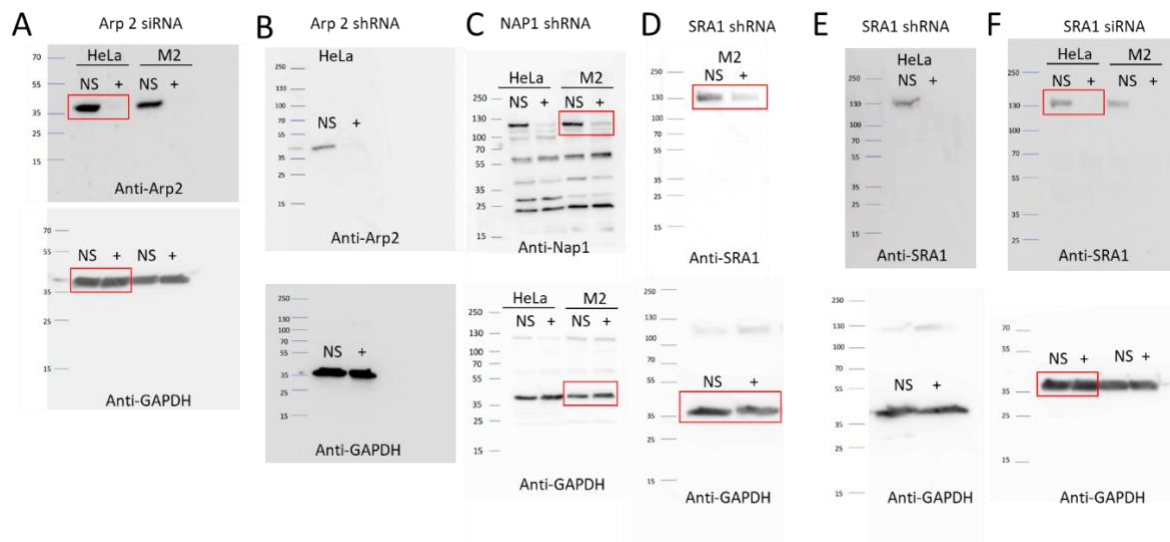 A
Arp 2 siRNA
HeLa M2
NS + NS +
70
55
35
25
15
Anti-Arp2
70
55
35
25
15
NS + NS +
Anti-GAPDH
B
Arp 2 shRNA
HeLa
NS +
250
130
100
70
55
35
25
15
Anti-Arp2
250
130
100
70
55
35
25
15
NS +
Anti-GAPDH
C
NAP1 shRNA
HeLa M2
NS + NS +
250
130
100
70
55
35
25
15
Anti-Nap1
HeLa M2
NS + NS +
250
130
100
70
55
35
25
15
Anti-GAPDH
D
SRA1 shRNA
M2
NS +
250
130
100
70
55
35
25
15
Anti-SRA1
250
130
100
70
55
35
25
15
NS +
Anti-GAPDH
E
SRA1 shRNA
HeLa
NS +
250
130
100
70
55
35
25
15
Anti-SRA1
250
130
100
70
55
35
25
15
NS +
Anti-GAPDH
F
SRA1 siRNA
HeLa M2
NS + NS +
250
130
100
70
55
35
25
Anti-SRA1
70
55
35
25
15
NS + NS +
Anti-GAPDH